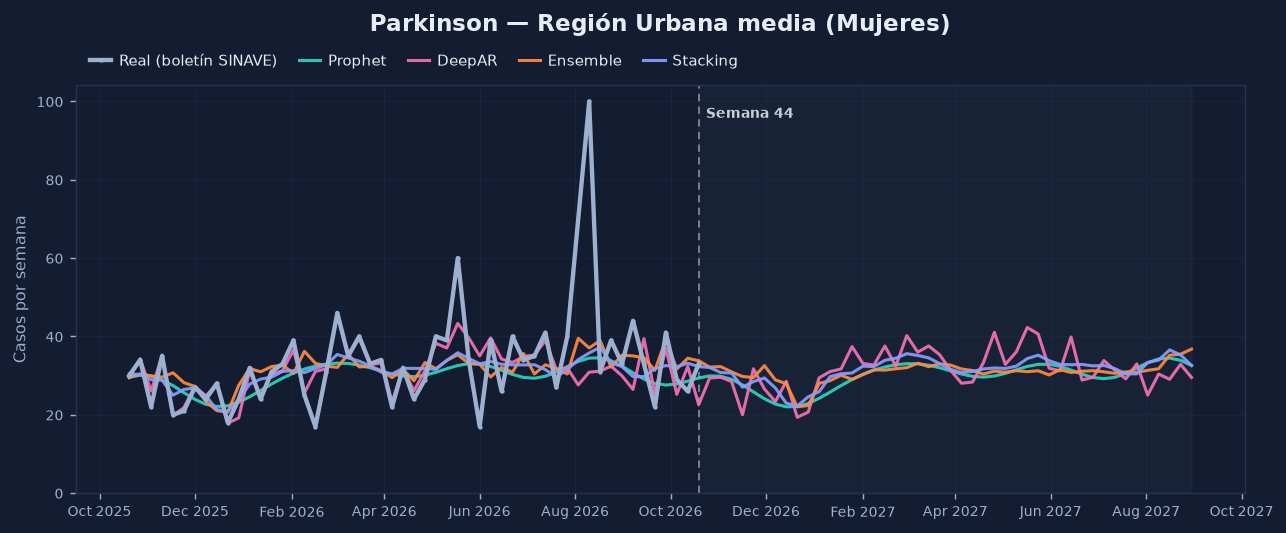 Parkinson — Región Urbana media (Mujeres)
Real (boletín SINAVE) Prophet DeepAR Ensemble Stacking
Semana 44
Casos por semana
100
80
60
40
20
0
Oct 2025 Dec 2025 Feb 2026 Apr 2026 Jun 2026 Aug 2026 Oct 2026 Dec 2026 Feb 2027 Apr 2027 Jun 2027 Aug 2027 Oct 2027